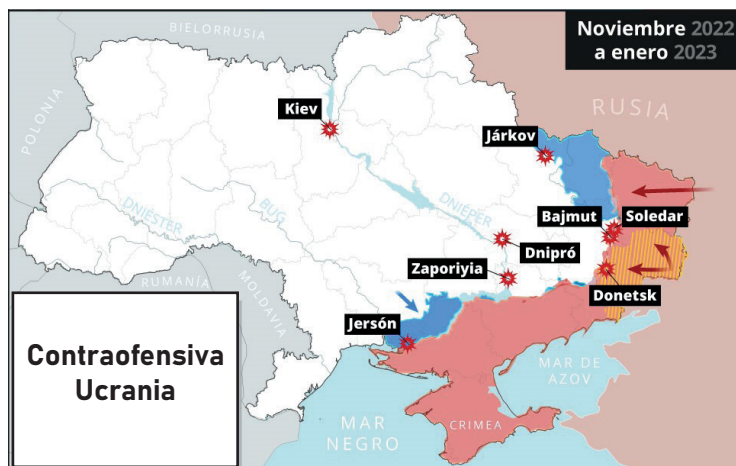 BIELORRUSIA
Noviembre 2022
a enero 2023
POLONIA
RUSIA
Kiev
Járkov
DNIÉSTER
BUG
DNIÉPER
Bajmut
Soledar
Dnipró
Zaporiyia
Donetsk
RUMANÍA
MOLDAVIA
Jersón
Contraofensiva
Ucrania
MAR DE
AZOV
MAR
NEGRO
CRIMEA